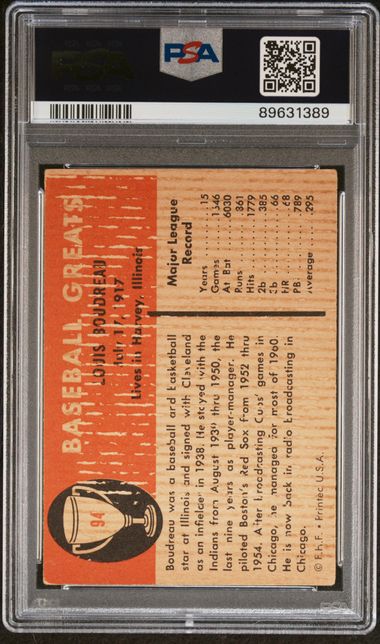 PSA
89631389
94
BASEBALL GREATS
LOUIS BOUDREAU
July 17, 1917
Lives in Harvey, Illinois
Boudreau was a baseball and basketball
star at Illinois and signed with Cleveland
as an infielder in 1938. He stayed with the
Indians from August 1939 thru 1950, the
last nine years as player-manager. He
piloted Boston's Red Sox from 1952 thru
1954. After broadcasting Cubs' games in
Chicago, he managed for most of 1960.
He is now back in radio broadcasting in
Chicago.
Major League
Record
Years 15
Games 1646
At Bat 6030
Runs 861
Hits 1779
2b 385
3b 66
HR 68
RBI 789
Average .295
© F.H.F. • Printed U.S.A.